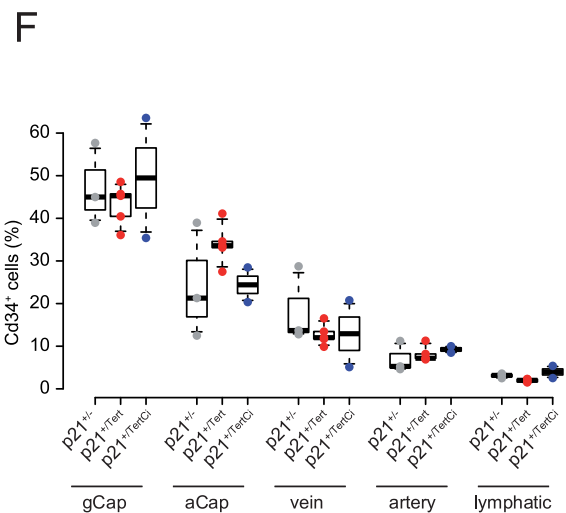 F
Cd34⁺ cells (%)
60
50
40
30
20
10
0
p21⁺/⁻ p21⁺/Tert p21⁺/TertCi p21⁺/⁻ p21⁺/Tert p21⁺/TertCi p21⁺/⁻ p21⁺/Tert p21⁺/TertCi p21⁺/⁻ p21⁺/Tert p21⁺/TertCi p21⁺/⁻ p21⁺/Tert p21⁺/TertCi
gCap aCap vein artery lymphatic